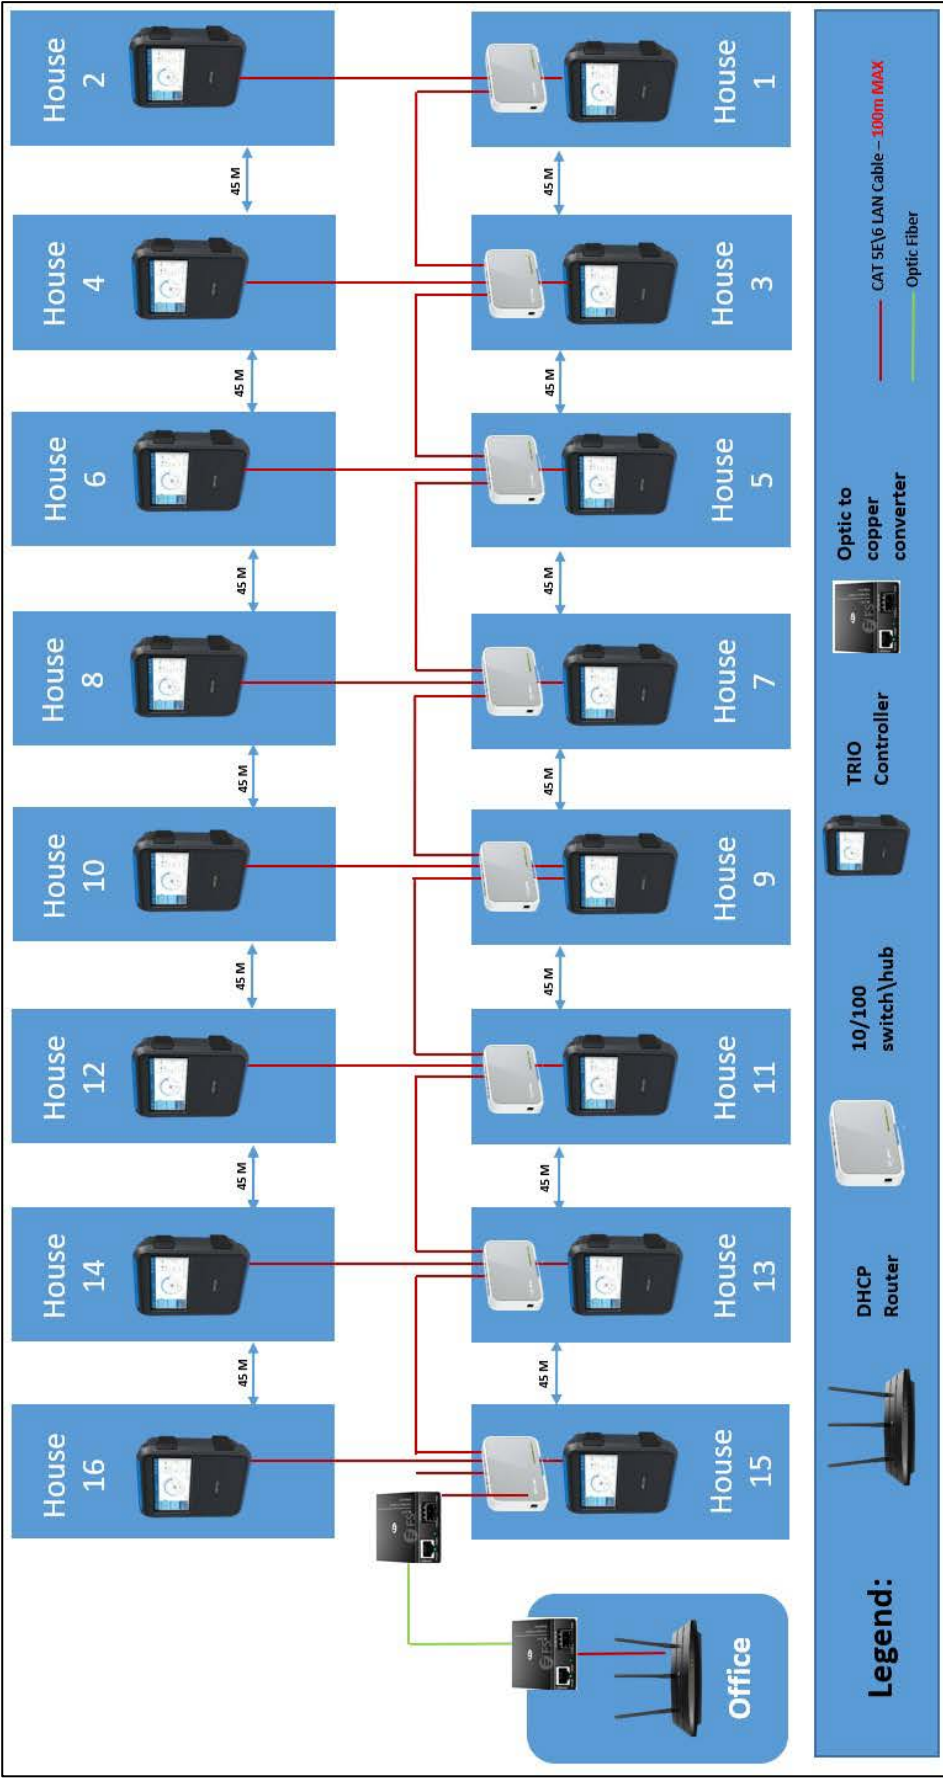 House
16
House
14
House
12
House
10
House
8
House
6
House
4
House
2
45 M
45 M
45 M
45 M
45 M
45 M
45 M
FS
FS
45 M
45 M
45 M
45 M
45 M
45 M
45 M
Office
House
15
House
13
House
11
House
9
House
7
House
5
House
3
House
1
Legend:
DHCP
Router
10/100
switch\hub
TRIO
Controller
FS
Optic to
copper
converter
CAT 5E\6 LAN Cable – 100m MAX
Optic Fiber